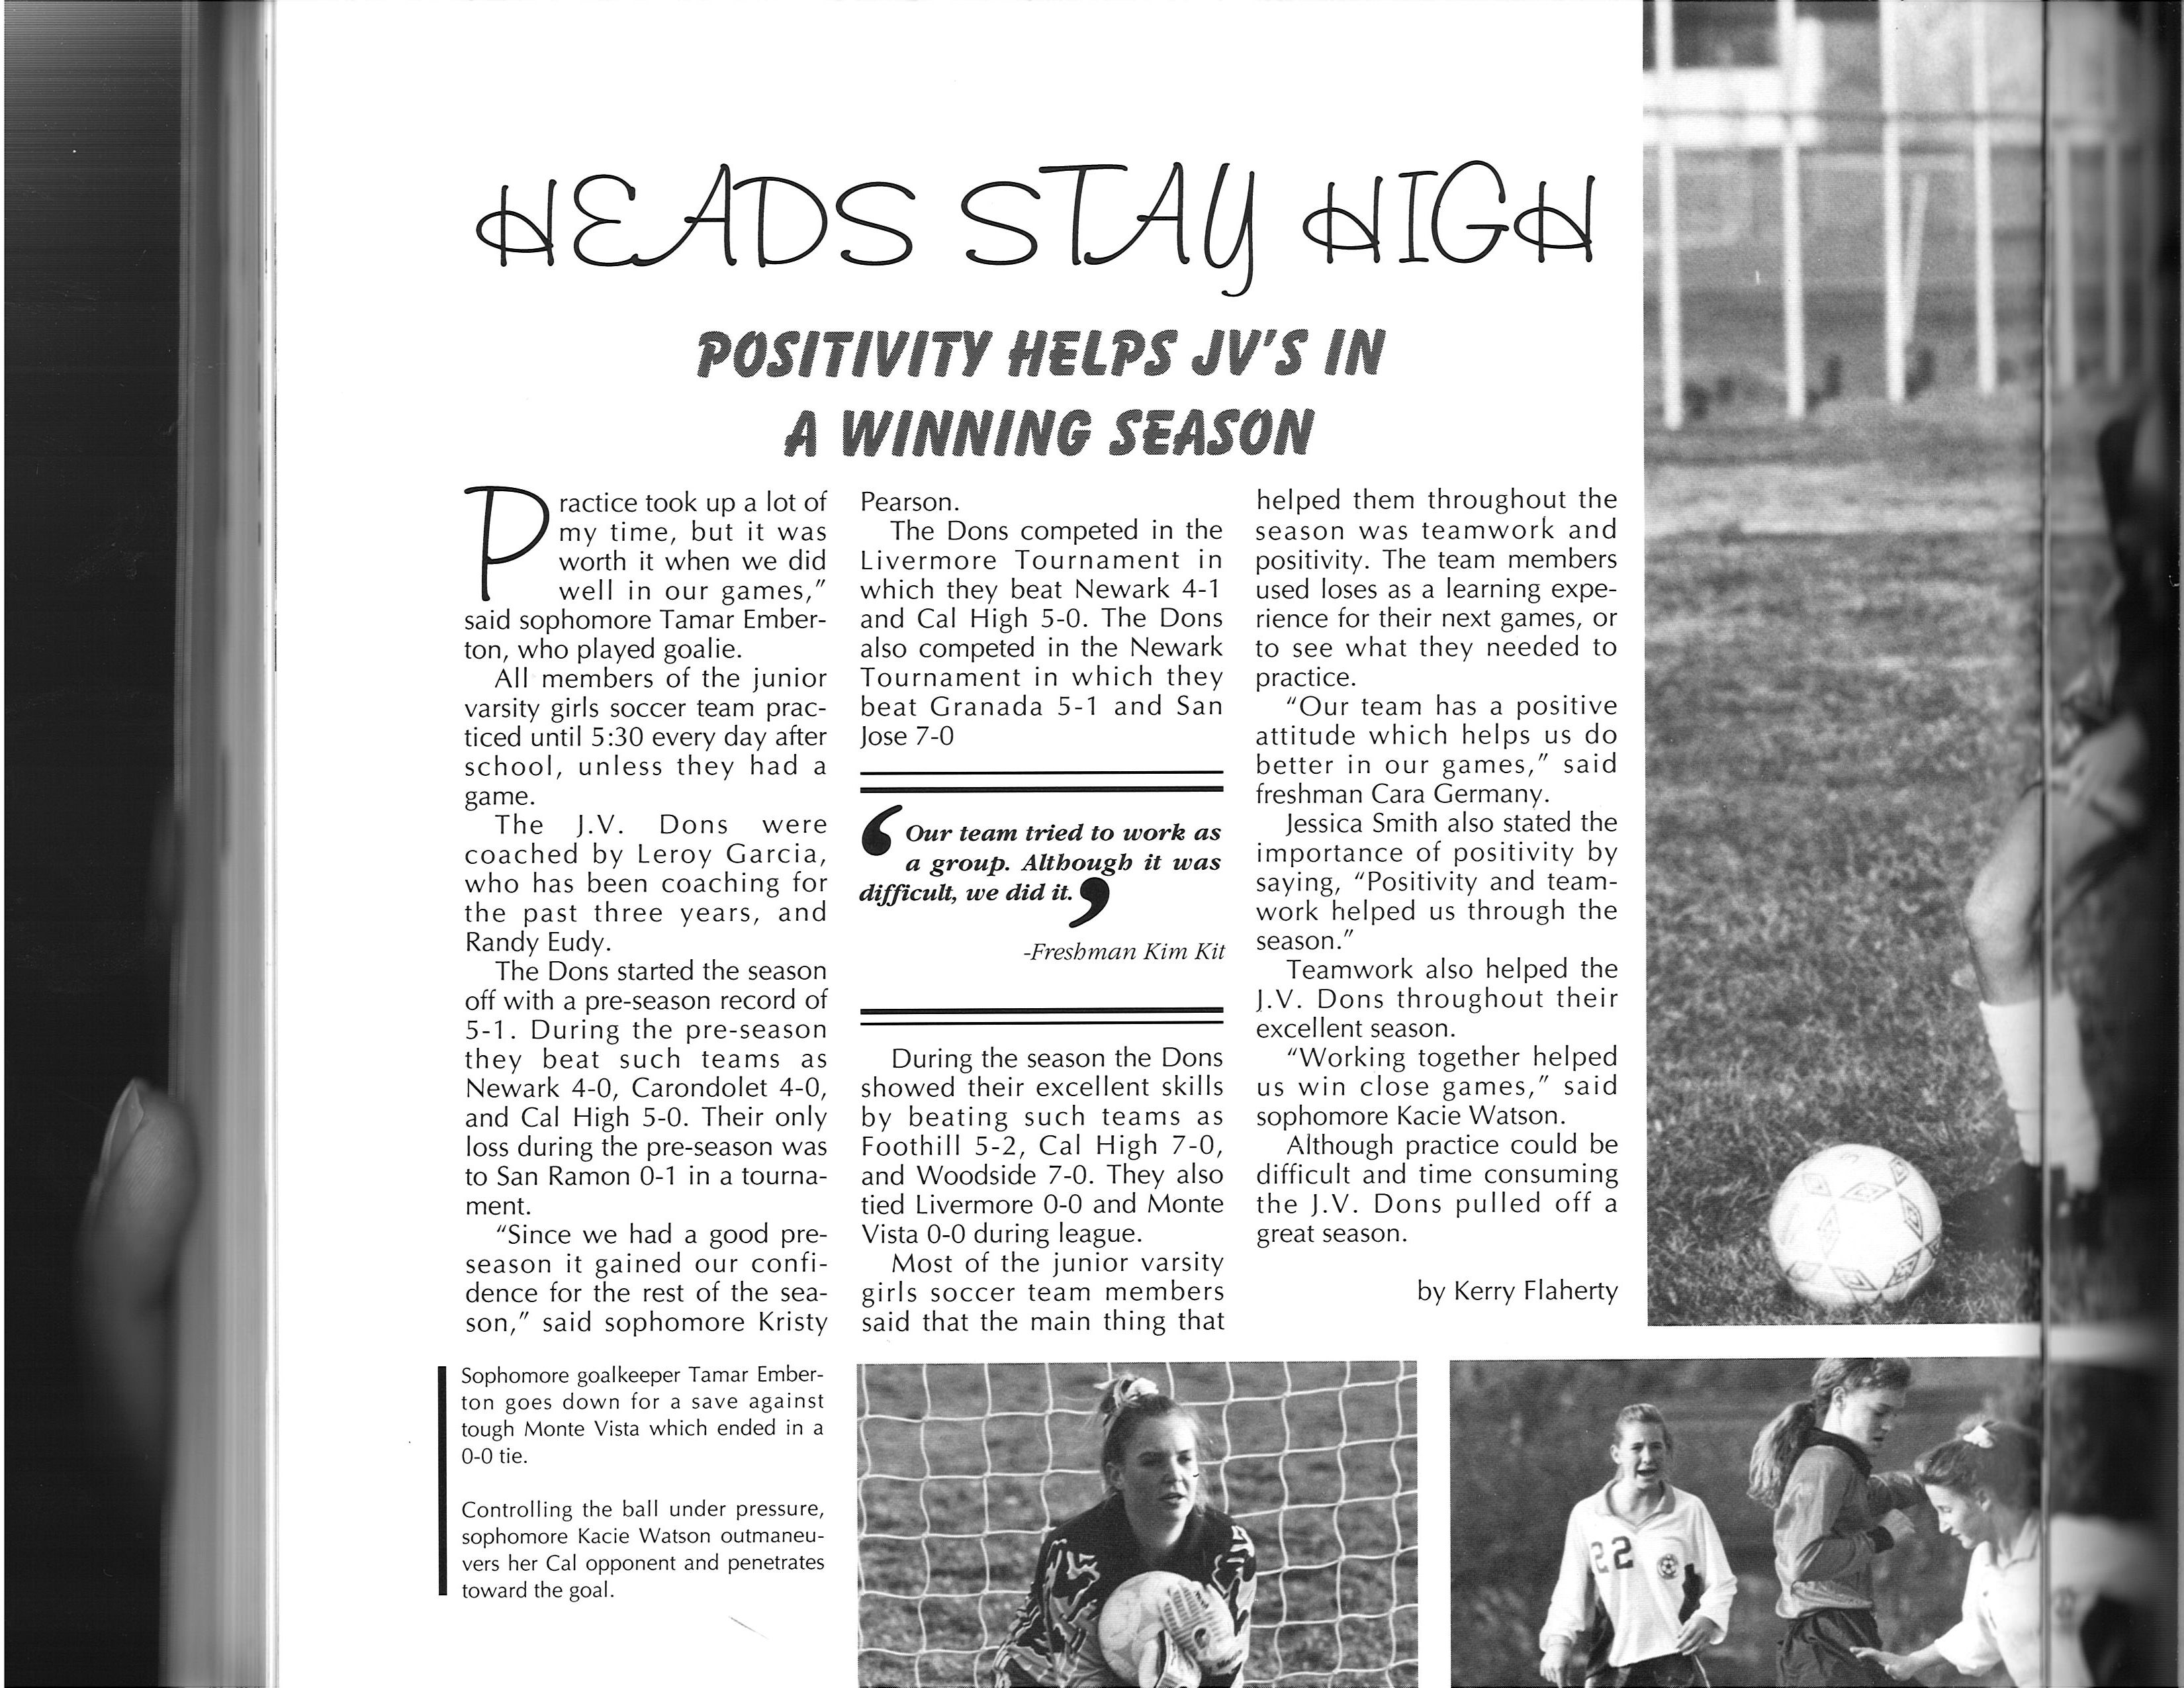 HEADS STAY HIGH
POSITIVITY HELPS JV'S IN
A WINNING SEASON
Practice took up a lot of
my time, but it was
worth it when we did
well in our games,"
said sophomore Tamar Ember-
ton, who played goalie.
All members of the junior
varsity girls soccer team prac-
ticed until 5:30 every day after
school, unless they had a
game.
The J.V. Dons were
coached by Leroy Garcia,
who has been coaching for
the past three years, and
Randy Eudy.
The Dons started the season
off with a pre-season record of
5-1. During the pre-season
they beat such teams as
Newark 4-0, Carondolet 4-0,
and Cal High 5-0. Their only
loss during the pre-season was
to San Ramon 0-1 in a tourna-
ment.
"Since we had a good pre-
season it gained our confi-
dence for the rest of the sea-
son," said sophomore Kristy
Pearson.
The Dons competed in the
Livermore Tournament in
which they beat Newark 4-1
and Cal High 5-0. The Dons
also competed in the Newark
Tournament in which they
beat Granada 5-1 and San
Jose 7-0
‘Our team tried to work as
a group. Although it was
difficult, we did it.’
-Freshman Kim Kit
During the season the Dons
showed their excellent skills
by beating such teams as
Foothill 5-2, Cal High 7-0,
and Woodside 7-0. They also
tied Livermore 0-0 and Monte
Vista 0-0 during league.
Most of the junior varsity
girls soccer team members
said that the main thing that
helped them throughout the
season was teamwork and
positivity. The team members
used loses as a learning expe-
rience for their next games, or
to see what they needed to
practice.
"Our team has a positive
attitude which helps us do
better in our games," said
freshman Cara Germany.
Jessica Smith also stated the
importance of positivity by
saying, "Positivity and team-
work helped us through the
season."
Teamwork also helped the
J.V. Dons throughout their
excellent season.
"Working together helped
us win close games," said
sophomore Kacie Watson.
Although practice could be
difficult and time consuming
the J.V. Dons pulled off a
great season.
by Kerry Flaherty
Sophomore goalkeeper Tamar Ember-
ton goes down for a save against
tough Monte Vista which ended in a
0-0 tie.
Controlling the ball under pressure,
sophomore Kacie Watson outmaneu-
vers her Cal opponent and penetrates
toward the goal.
22